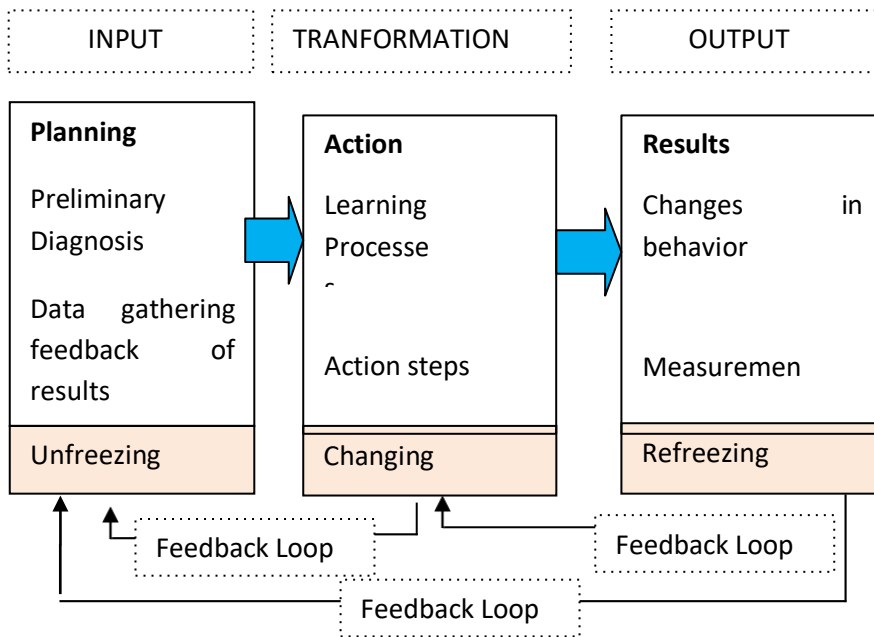 INPUT
TRANFORMATION
OUTPUT
Planning
Preliminary
Diagnosis
Data gathering
feedback of
results
Unfreezing
Action
Learning
Processe
Action steps
Changing
Results
Changes in
behavior
Measuremen
Refreezing
Feedback Loop
Feedback Loop
Feedback Loop